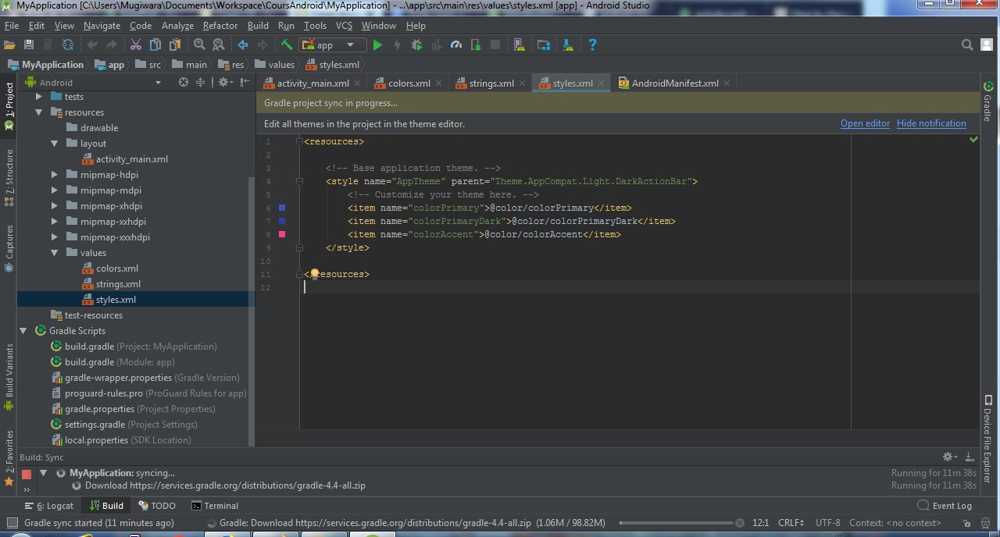 MyApplication [C:\Users\Mugiwara\Documents\Workspace\CoursAndroid\MyApplication] - ...\app\src\main\res\values\styles.xml [app] - Android Studio
File Edit View Navigate Code Analyze Refactor Build Run Tools VCS Window Help
app
MyApplication app src main res values styles.xml
Android
activity_main.xml colors.xml strings.xml styles.xml AndroidManifest.xml
1: Project
Z: Structure
Captures
Build Variants
2: Favorites
tests
resources
drawable
layout
activity_main.xml
mipmap-hdpi
mipmap-mdpi
mipmap-xhdpi
mipmap-xxhdpi
mipmap-xxxhdpi
values
colors.xml
strings.xml
styles.xml
test-resources
Gradle Scripts
build.gradle (Project: MyApplication)
build.gradle (Module: app)
gradle-wrapper.properties (Gradle Version)
proguard-rules.pro (ProGuard Rules for app)
gradle.properties (Project Properties)
settings.gradle (Project Settings)
local.properties (SDK Location)
Gradle project sync in progress...
Edit all themes in the project in the theme editor. Open editor Hide notification
1 <resources>
2
3 <!-- Base application theme. -->
4 <style name="AppTheme" parent="Theme.AppCompat.Light.DarkActionBar">
5 <!-- Customize your theme here. -->
6 <item name="colorPrimary">@color/colorPrimary</item>
7 <item name="colorPrimaryDark">@color/colorPrimaryDark</item>
8 <item name="colorAccent">@color/colorAccent</item>
9 </style>
10
11 </resources>
12
Gradle
Device File Explorer
Build: Sync
MyApplication: syncing... Running for 11m 38s
Download https://services.gradle.org/distributions/gradle-4.4-all.zip Running for 11m 38s
6: Logcat Build TODO Terminal Event Log
Gradle sync started (11 minutes ago) Gradle: Download https://services.gradle.org/distributions/gradle-4.4-all.zip (1.06M / 98.82M) 12:1 CRLF UTF-8 Context: <no context>